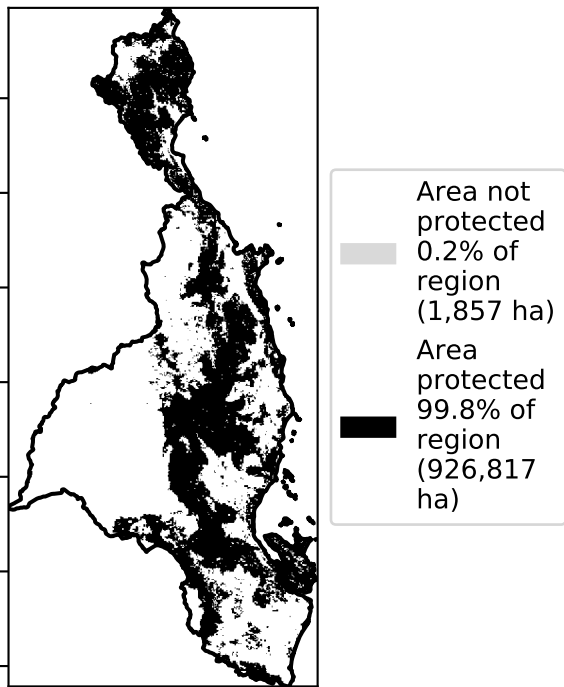 Area not
protected
0.2% of
region
(1,857 ha)
Area
protected
99.8% of
region
(926,817
ha)